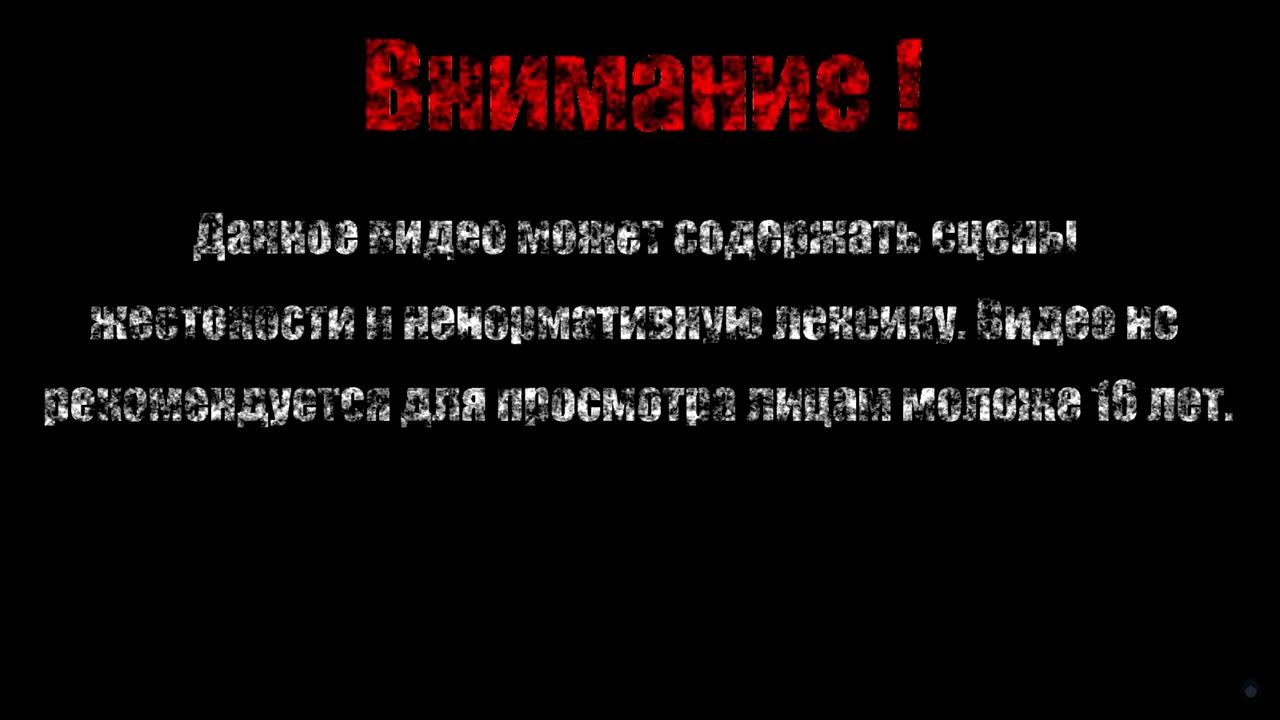 Внимание !
Данное видео может содержать сцены
жестокости и ненормативную лексику. Видео не
рекомендуется для просмотра лицам моложе 16 лет.